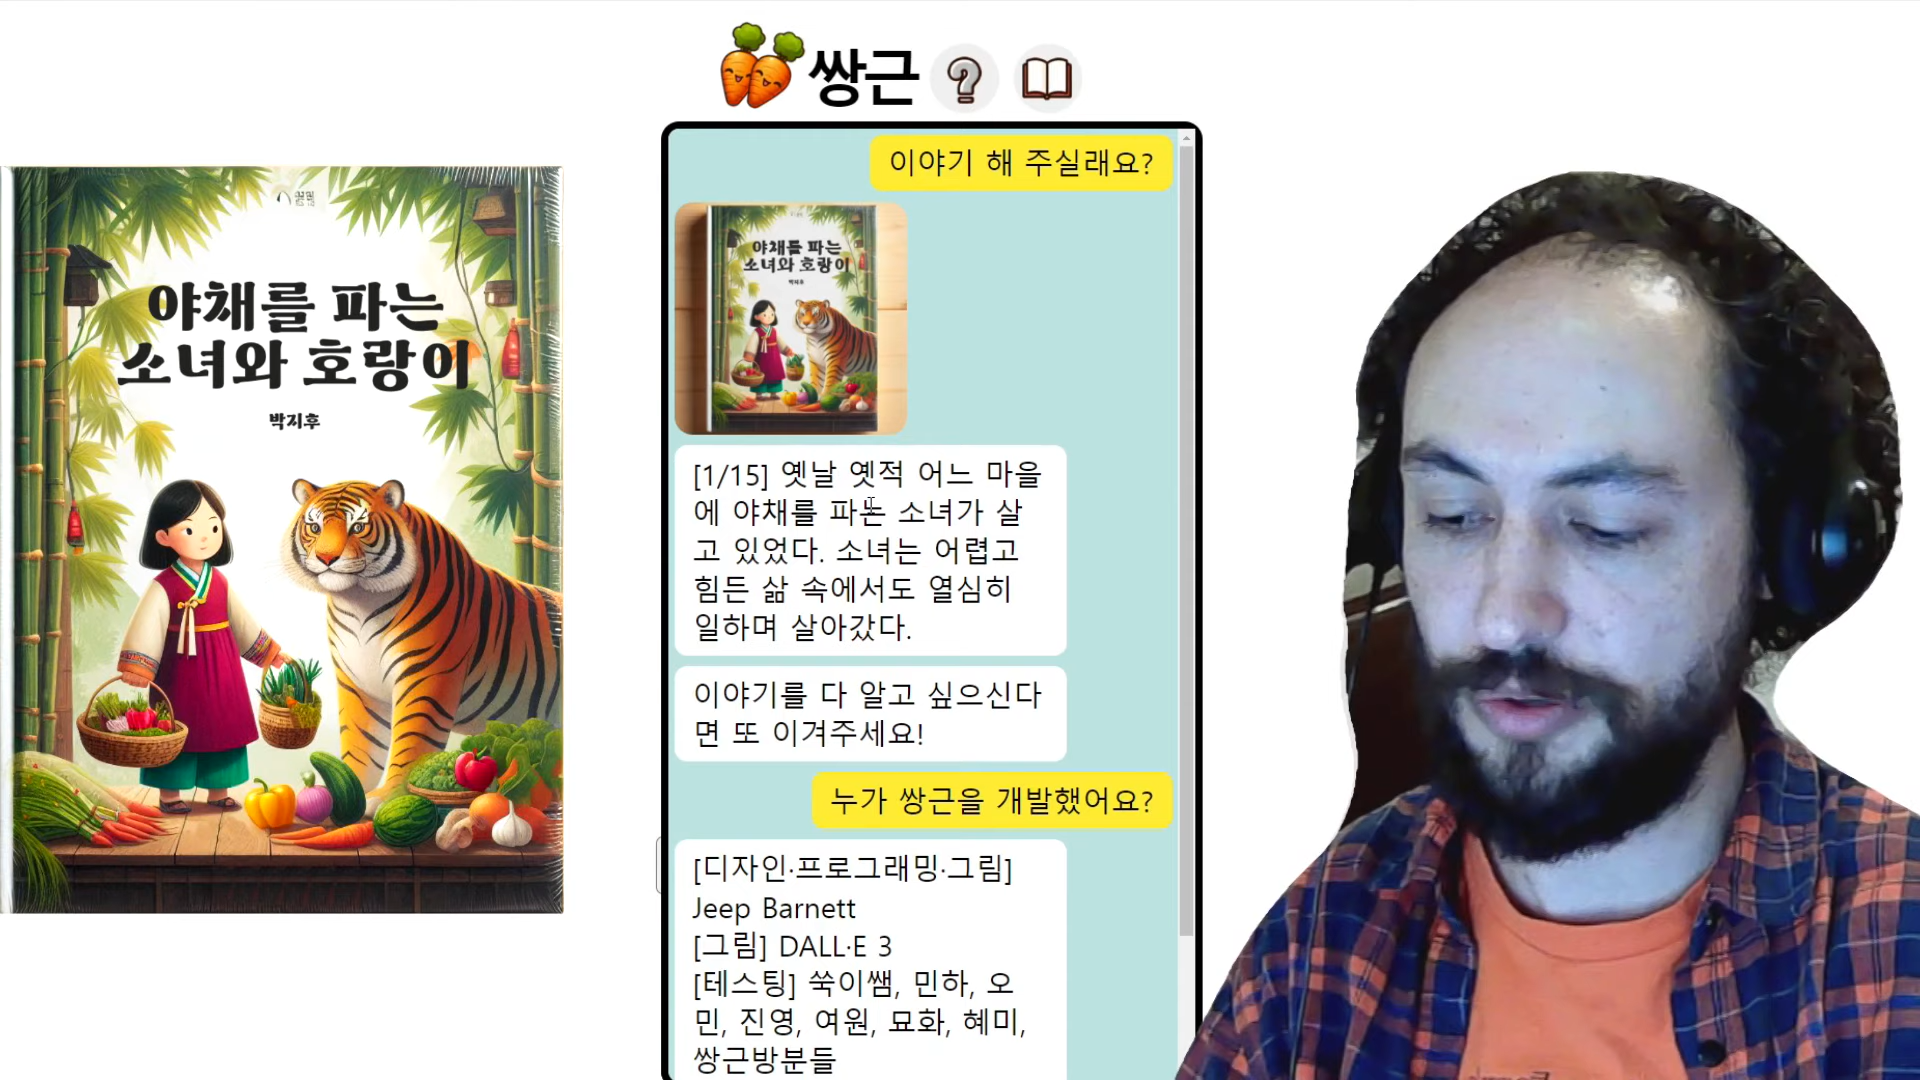 쌍근
야채를 파는
소녀와 호랑이
박지후
이야기 해 주실래요?
야채를 파는
소녀와 호랑이
박지후
[1/15] 옛날 옛적 어느 마을
에 야채를 파는 소녀가 살
고 있었다. 소녀는 어렵고
힘든 삶 속에서도 열심히
일하며 살아갔다.
이야기를 다 알고 싶으신다
면 또 이겨주세요!
누가 쌍근을 개발했어요?
[디자인·프로그래밍·그림]
Jeep Barnett
[그림] DALL·E 3
[테스팅] 쑥이쌤, 민하, 오
민, 진영, 여원, 묘화, 혜미,
쌍근방분들